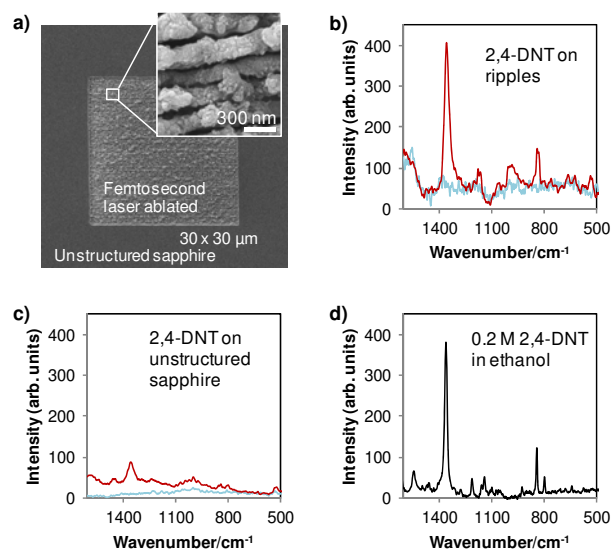 a)
300 nm
Femtosecond
laser ablated
30 x 30 µm
Unstructured sapphire
b)
Intensity (arb. units)
400
300
200
100
0
2,4-DNT on
ripples
1400 1100 800 500
Wavenumber/cm⁻¹
c)
Intensity (arb. units)
400
300
200
100
0
2,4-DNT on
unstructured
sapphire
1400 1100 800 500
Wavenumber/cm⁻¹
d)
Intensity (arb. units)
400
300
200
100
0
0.2 M 2,4-DNT
in ethanol
1400 1100 800 500
Wavenumber/cm⁻¹